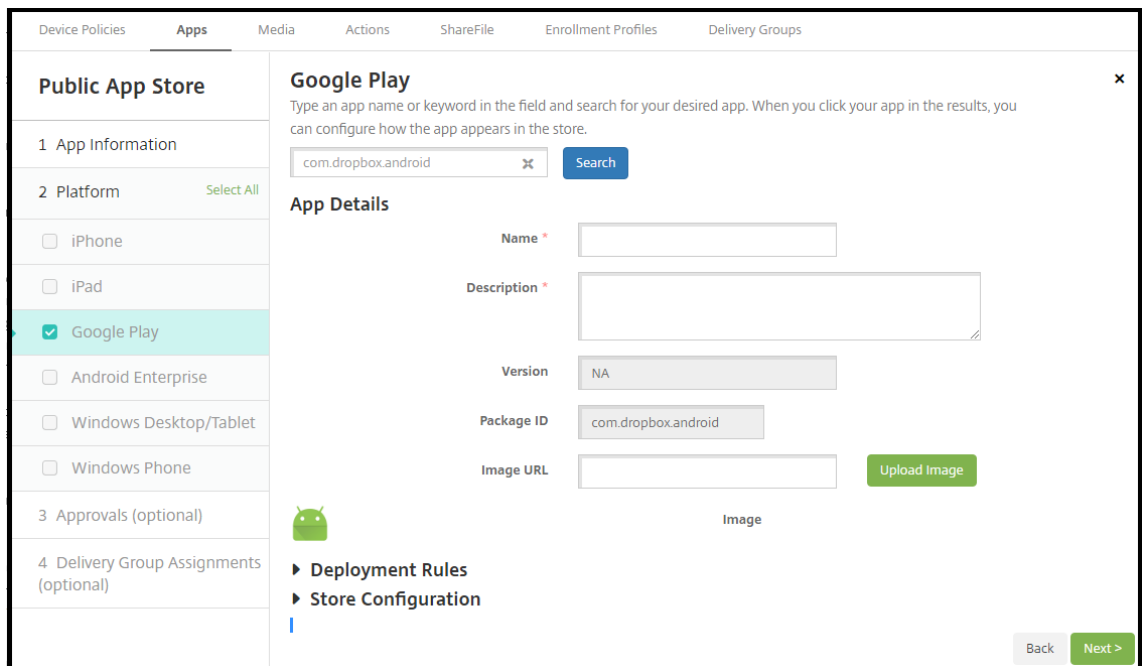 Device Policies Apps Media Actions ShareFile Enrollment Profiles Delivery Groups
Public App Store
1 App Information
2 Platform Select All
iPhone
iPad
Google Play
Android Enterprise
Windows Desktop/Tablet
Windows Phone
3 Approvals (optional)
4 Delivery Group Assignments
(optional)
Google Play
Type an app name or keyword in the field and search for your desired app. When you click your app in the results, you
can configure how the app appears in the store.
com.dropbox.android Search
App Details
Name *
Description *
Version NA
Package ID com.dropbox.android
Image URL Upload Image
Image
Deployment Rules
Store Configuration
Back Next >